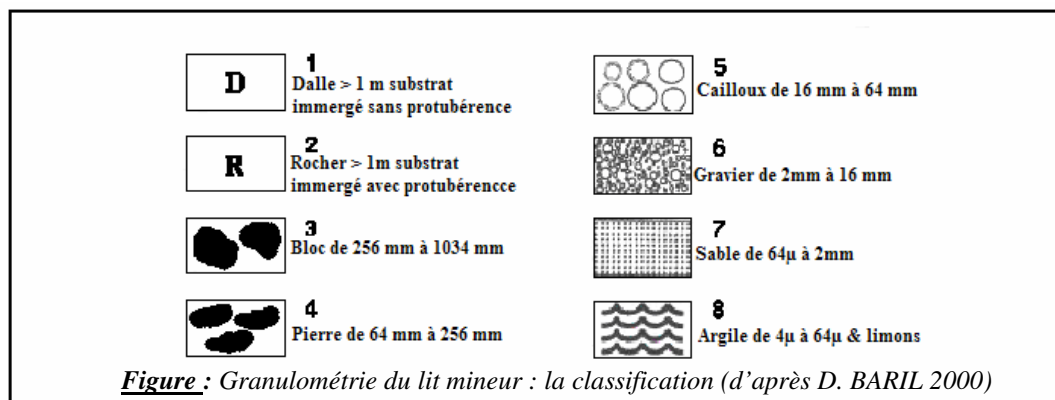 1
D
Dalle > 1 m substrat
immergé sans protubérence
2
R
Rocher > 1m substrat
immergé avec protubérencce
3
Bloc de 256 mm à 1034 mm
4
Pierre de 64 mm à 256 mm
5
Cailloux de 16 mm à 64 mm
6
Gravier de 2mm à 16 mm
7
Sable de 64µ à 2mm
8
Argile de 4µ à 64µ & limons
Figure : Granulométrie du lit mineur : la classification (d'après D. BARIL 2000)